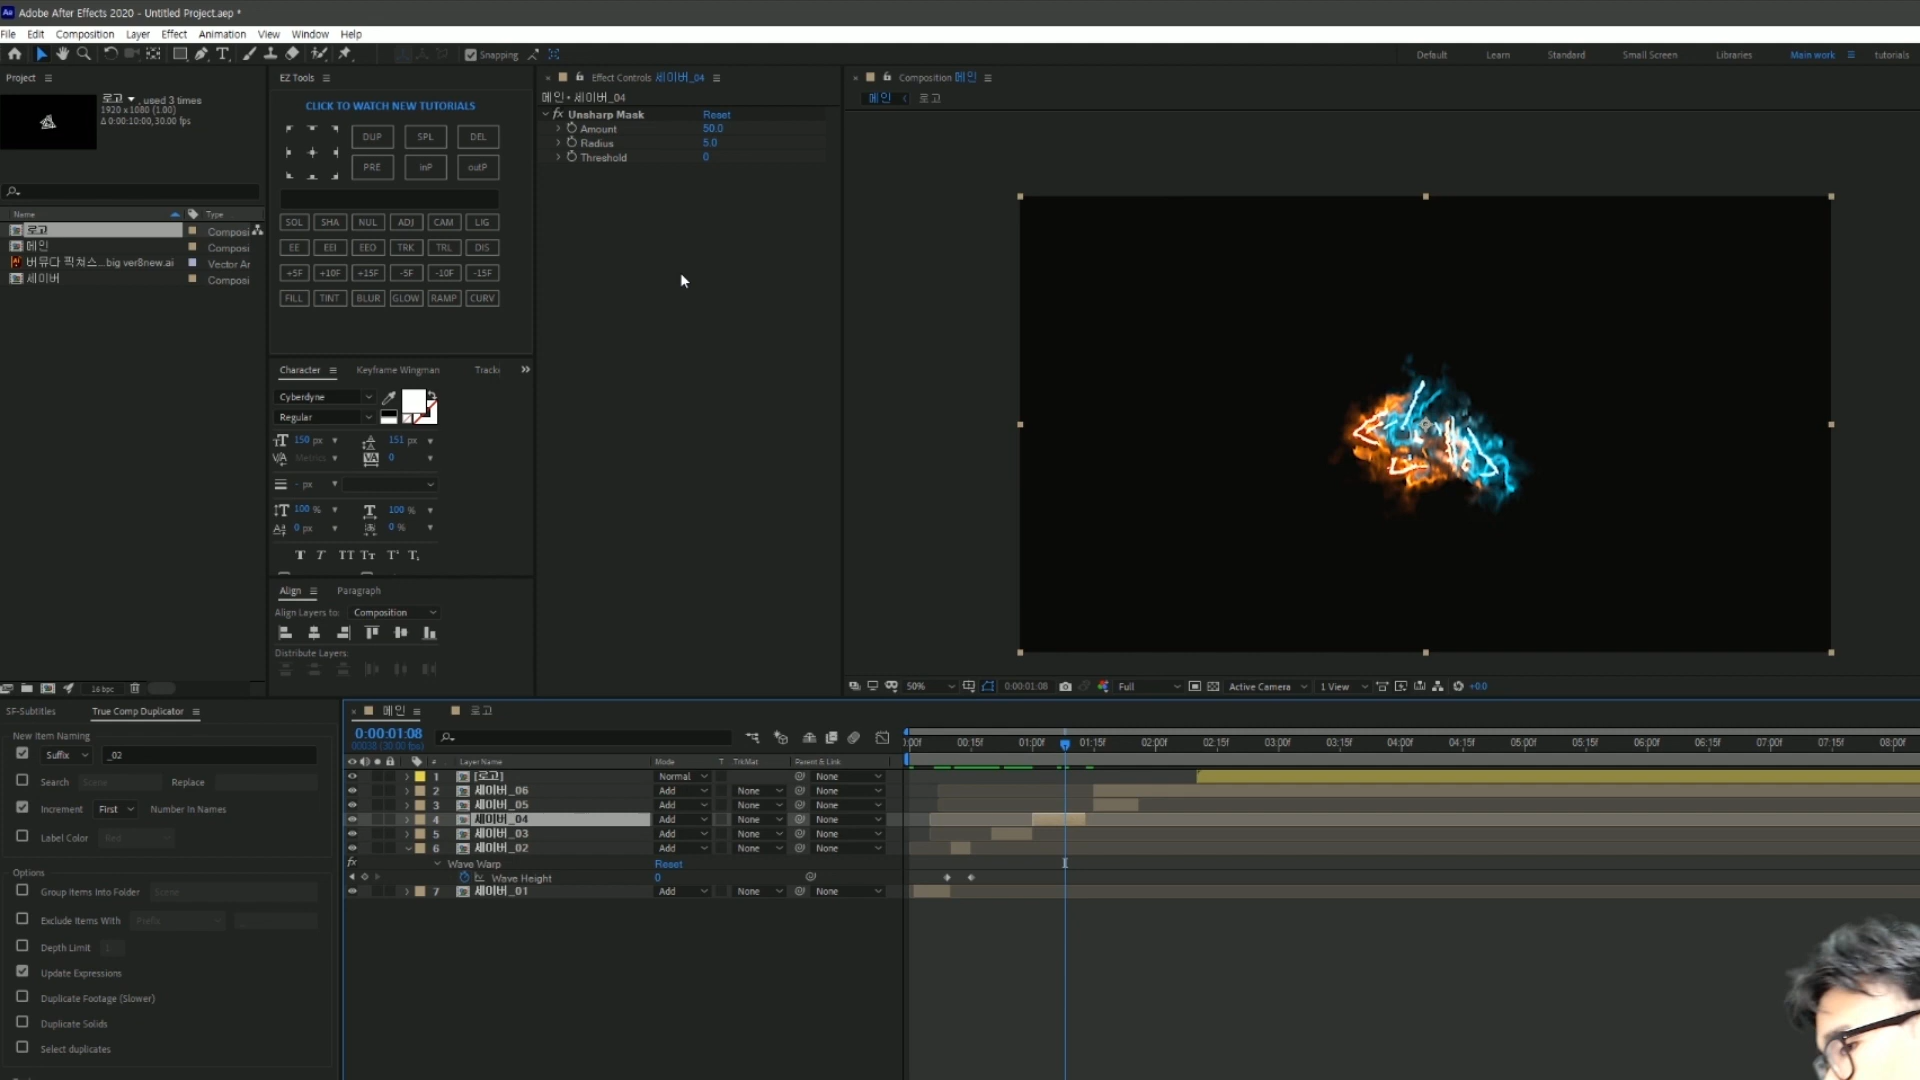 Adobe After Effects 2020 - Untitled Project.aep *
File Edit Composition Layer Effect Animation View Window Help
Snapping
Default Learn Standard Small Screen Libraries Main work tutorials
Project
로고 , used 3 times
1920 x 1080 (1.00)
Δ 0:00:10:00, 30.00 fps
Name Type
로고 Composi
메인 Composi
버뮤다 픽쳐스...big ver8new.ai Vector Ar
세이버 Composi
16 bpc
EZ Tools
CLICK TO WATCH NEW TUTORIALS
DUP SPL DEL
PRE inP outP
SOL SHA NUL ADJ CAM LIG
EE EEI EEO TRK TRL DIS
+5F +10F +15F -5F -10F -15F
FILL TINT BLUR GLOW RAMP CURV
Character Keyframe Wingman Tracki
Cyberdyne
Regular
150 px 151 px
Metrics 0
- px
100 % 100 %
0 px 0 %
Align Paragraph
Align Layers to: Composition
Distribute Layers:
Effect Controls 세이버_04
메인 • 세이버_04
fx Unsharp Mask Reset
Amount 50.0
Radius 5.0
Threshold 0
Composition 메인
메인 로고
50% 0:00:01:08 Full Active Camera 1 View +0.0
SF-Subtitles True Comp Duplicator
New Item Naming
Suffix _02
Search Scene Replace
Increment First Number In Names
Label Color Red
Options
Group Items Into Folder Scene
Exclude Items With Prefix
Depth Limit 1
Update Expressions
Duplicate Footage (Slower)
Duplicate Solids
Select duplicates
메인 로고
0:00:01:08
00038 (30.00 fps)
# Layer Name Mode T TrkMat Parent & Link
0:00f 00:15f 01:00f 01:15f 02:00f 02:15f 03:00f 03:15f 04:00f 04:15f 05:00f 05:15f 06:00f 06:15f 07:00f 07:15f 08:00f
1 [로고] Normal None
2 세이버_06 Add None None
3 세이버_05 Add None None
4 세이버_04 Add None None
5 세이버_03 Add None None
6 세이버_02 Add None None
fx Wave Warp Reset
Wave Height 0
7 세이버_01 Add None None